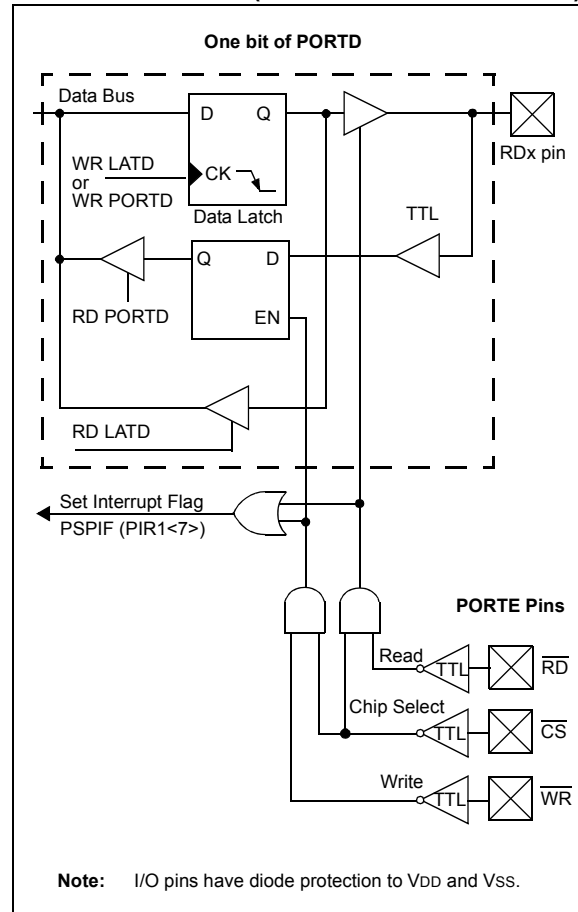 One bit of PORTD
Data Bus
D Q
RDx pin
WR LATD
or
WR PORTD
CK
Data Latch
TTL
Q D
RD PORTD
EN
RD LATD
Set Interrupt Flag
PSPIF (PIR1<7>)
PORTE Pins
Read
TTL
RD
Chip Select
TTL
CS
Write
TTL
WR
Note: I/O pins have diode protection to VDD and VSS.